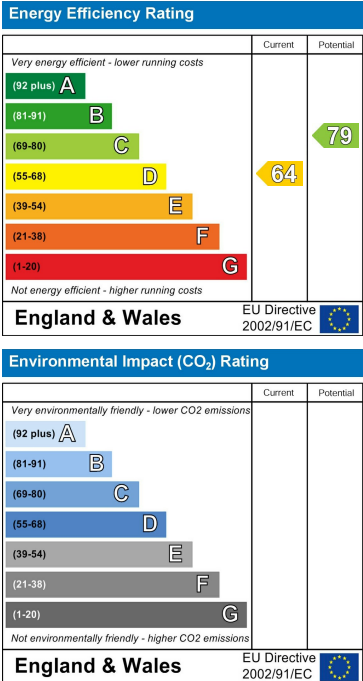 Energy Efficiency Rating
Current Potential
Very energy efficient - lower running costs
(92 plus) A
(81-91) B
(69-80) C
79
(55-68) D
64
(39-54) E
(21-38) F
(1-20) G
Not energy efficient - higher running costs
England & Wales
EU Directive
2002/91/EC
Environmental Impact (CO₂) Rating
Current Potential
Very environmentally friendly - lower CO2 emissions
(92 plus) A
(81-91) B
(69-80) C
(55-68) D
(39-54) E
(21-38) F
(1-20) G
Not environmentally friendly - higher CO2 emissions
England & Wales
EU Directive
2002/91/EC